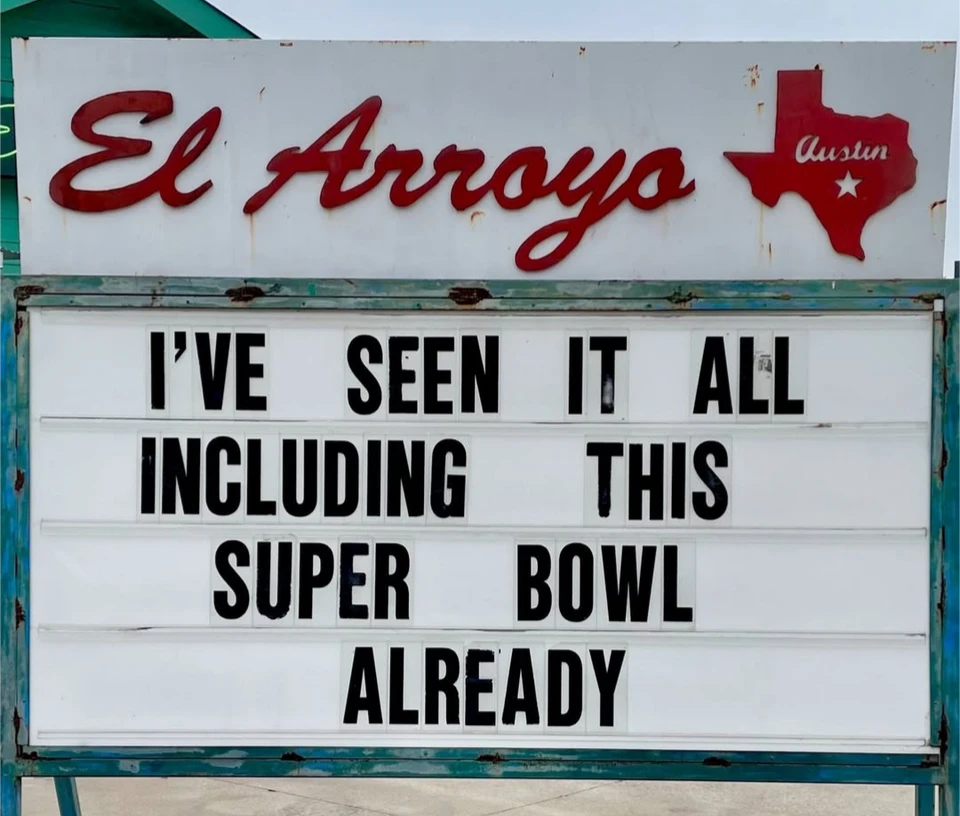 El Arroyo
Austin
I'VE SEEN IT ALL
INCLUDING THIS
SUPER BOWL
ALREADY